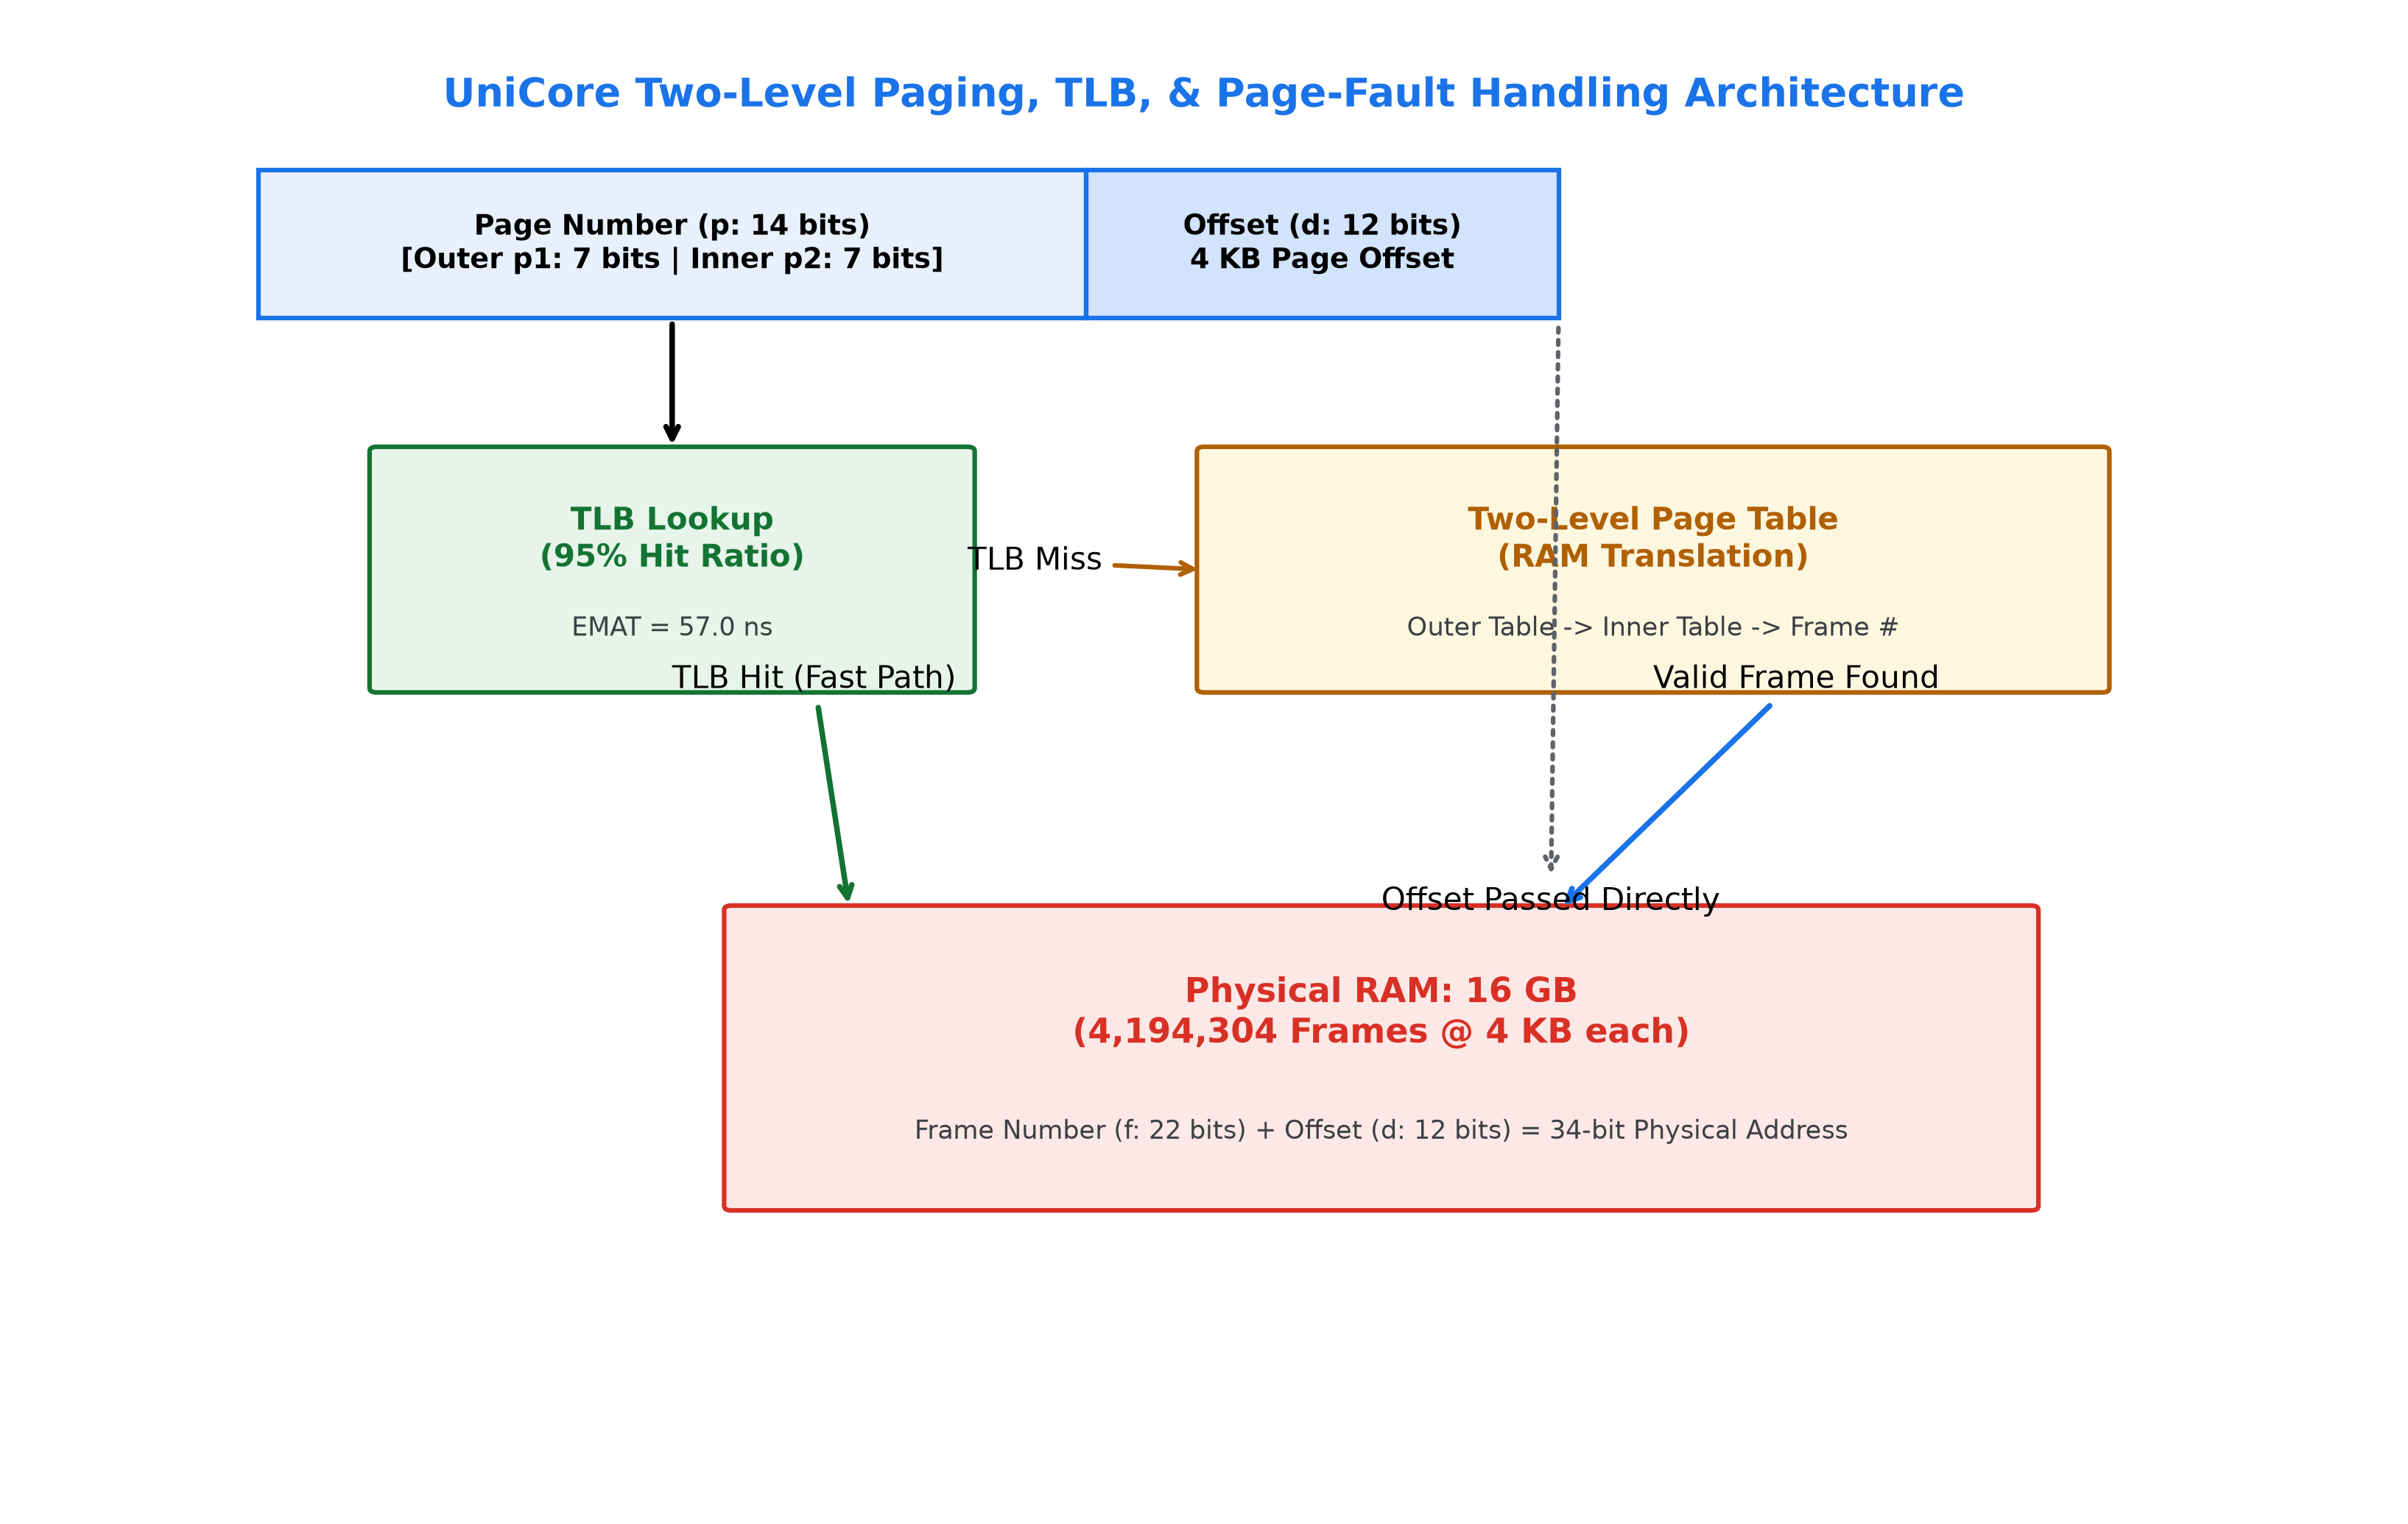 UniCore Two-Level Paging, TLB, & Page-Fault Handling Architecture
Page Number (p: 14 bits)
[Outer p1: 7 bits | Inner p2: 7 bits]
Offset (d: 12 bits)
4 KB Page Offset
TLB Lookup
(95% Hit Ratio)
EMAT = 57.0 ns
TLB Hit (Fast Path)
TLB Miss
Two-Level Page Table
(RAM Translation)
Outer Table -> Inner Table -> Frame #
Valid Frame Found
Offset Passed Directly
Physical RAM: 16 GB
(4,194,304 Frames @ 4 KB each)
Frame Number (f: 22 bits) + Offset (d: 12 bits) = 34-bit Physical Address